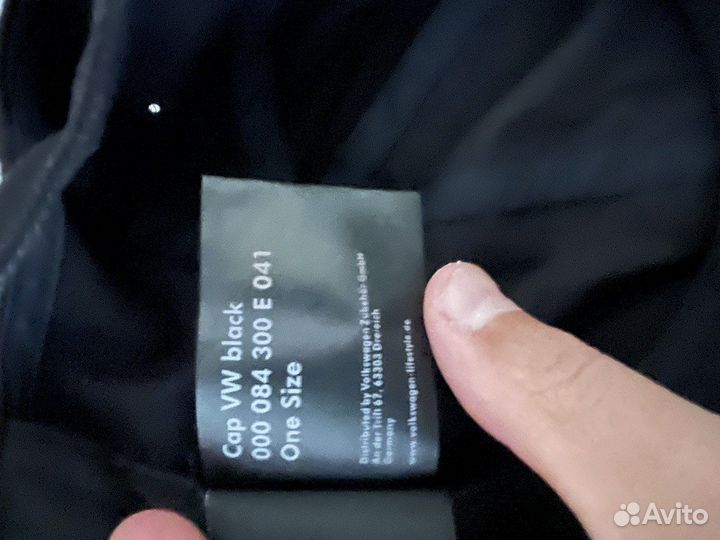 Cap VW black
000 084 300 E 041
One Size
Distributed by Volkswagen Zubehör GmbH
An der Trift 67, 63303 Dreieich
Germany
www.volkswagen-lifestyle.de
Avito